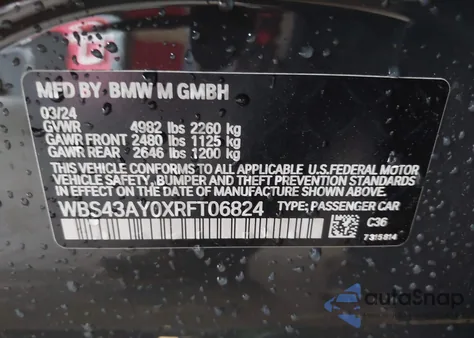 MFD BY BMW M GMBH
03/24
GVWR 4982 lbs 2260 kg
GAWR FRONT 2480 lbs 1125 kg
GAWR REAR 2646 lbs 1200 kg
THIS VEHICLE CONFORMS TO ALL APPLICABLE U.S.FEDERAL MOTOR
VEHICLE SAFETY, BUMPER AND THEFT PREVENTION STANDARDS
IN EFFECT ON THE DATE OF MANUFACTURE SHOWN ABOVE.
WBS43AY0XRFT06824 TYPE: PASSENGER CAR
C36
7315814
autoSnap